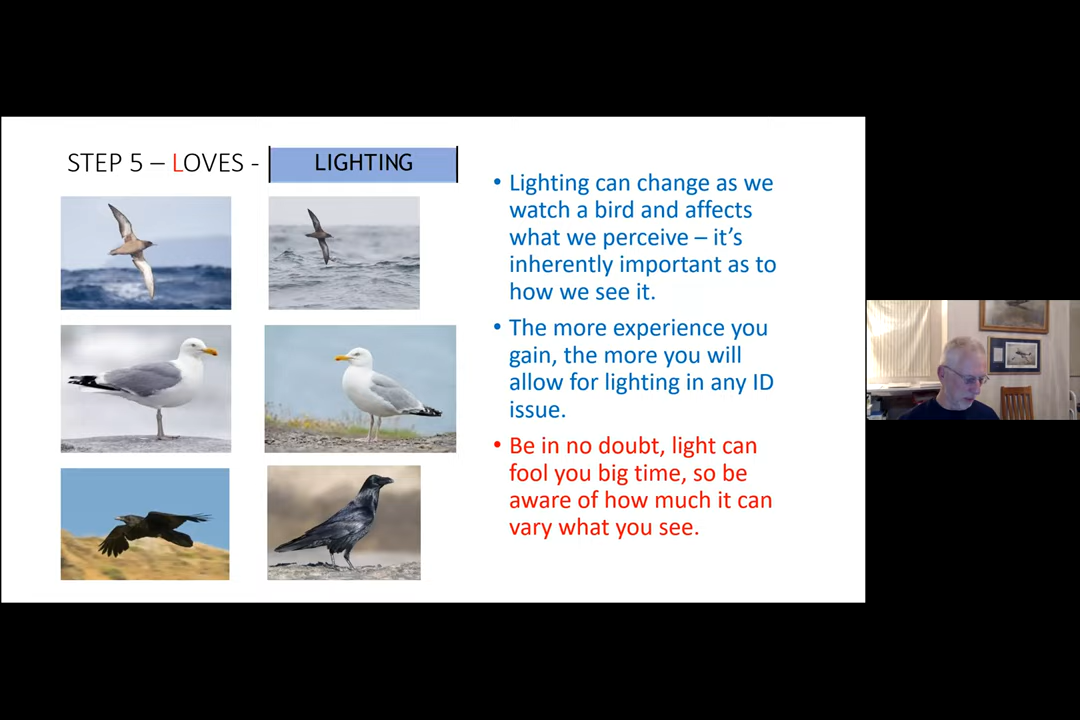 STEP 5 – LOVES - LIGHTING
• Lighting can change as we
watch a bird and affects
what we perceive – it’s
inherently important as to
how we see it.
• The more experience you
gain, the more you will
allow for lighting in any ID
issue.
• Be in no doubt, light can
fool you big time, so be
aware of how much it can
vary what you see.